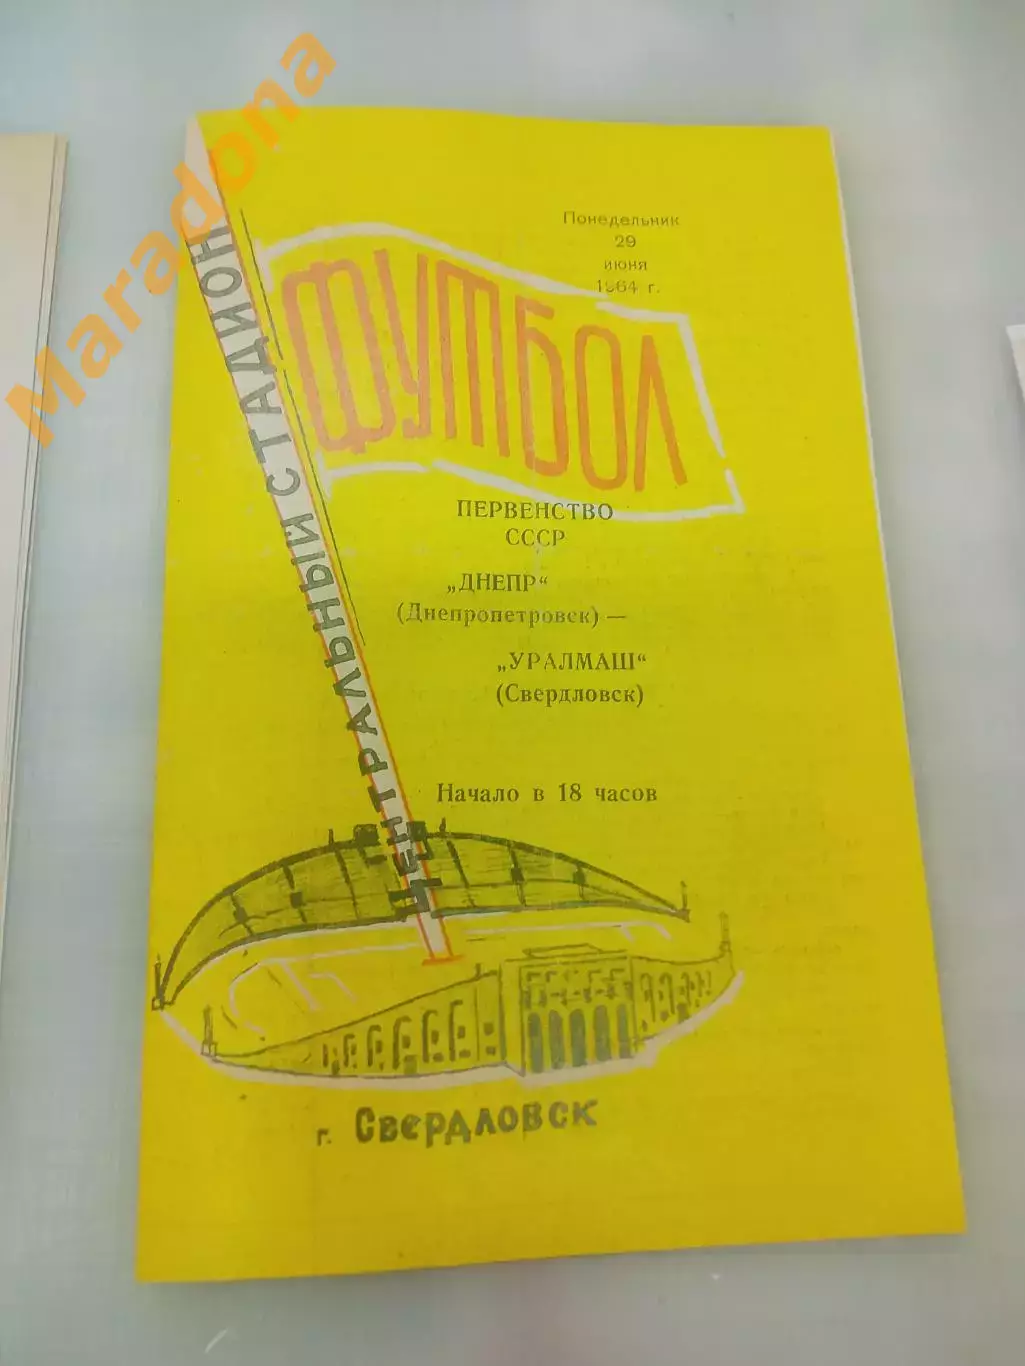 Maradona
Понедельник
29
июня
1964 г.
ЦЕНТРАЛЬНЫЙ СТАДИОН
ФУТБОЛ
ПЕРВЕНСТВО
СССР
„ДНЕПР“
(Днепропетровск) —
„УРАЛМАШ“
(Свердловск)
Начало в 18 часов
г. Свердловск